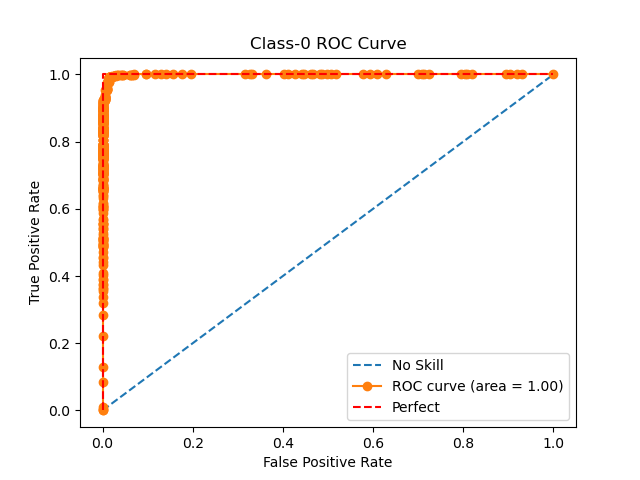 Class-0 ROC Curve
True Positive Rate
1.0
0.8
0.6
0.4
0.2
0.0
No Skill
ROC curve (area = 1.00)
Perfect
0.0 0.2 0.4 0.6 0.8 1.0
False Positive Rate